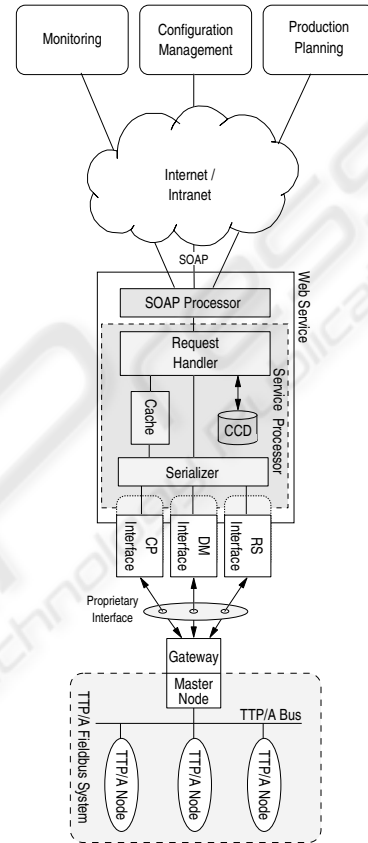 Monitoring
Configuration
Management
Production
Planning
Internet /
Intranet
SOAP
Web Service
SOAP Processor
Request
Handler
Service Processor
Cache
CCD
Serializer
CP
Interface
DM
Interface
RS
Interface
Proprietary
Interface
Gateway
Master
Node
TTP/A Fieldbus System
TTP/A Bus
TTP/A Node
TTP/A Node
TTP/A Node